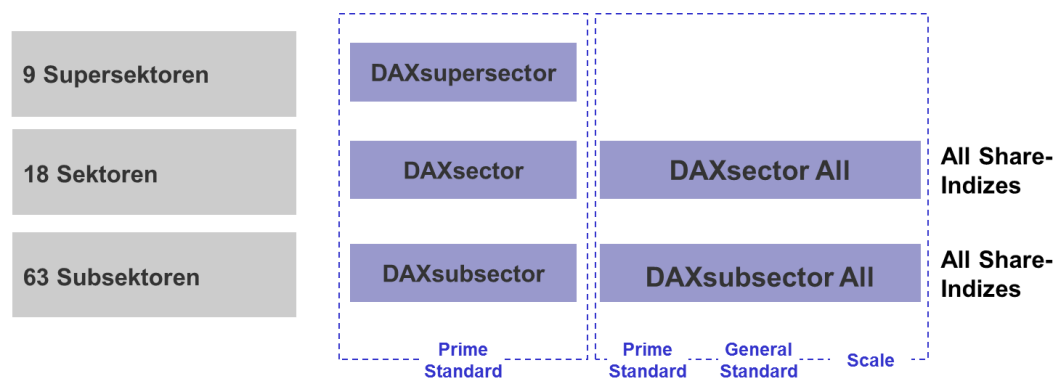 9 Supersektoren
DAXsupersector
18 Sektoren
DAXsector
DAXsector All
All Share-
Indizes
63 Subsektoren
DAXsubsector
DAXsubsector All
All Share-
Indizes
Prime
Standard
Prime
Standard
General
Standard
Scale